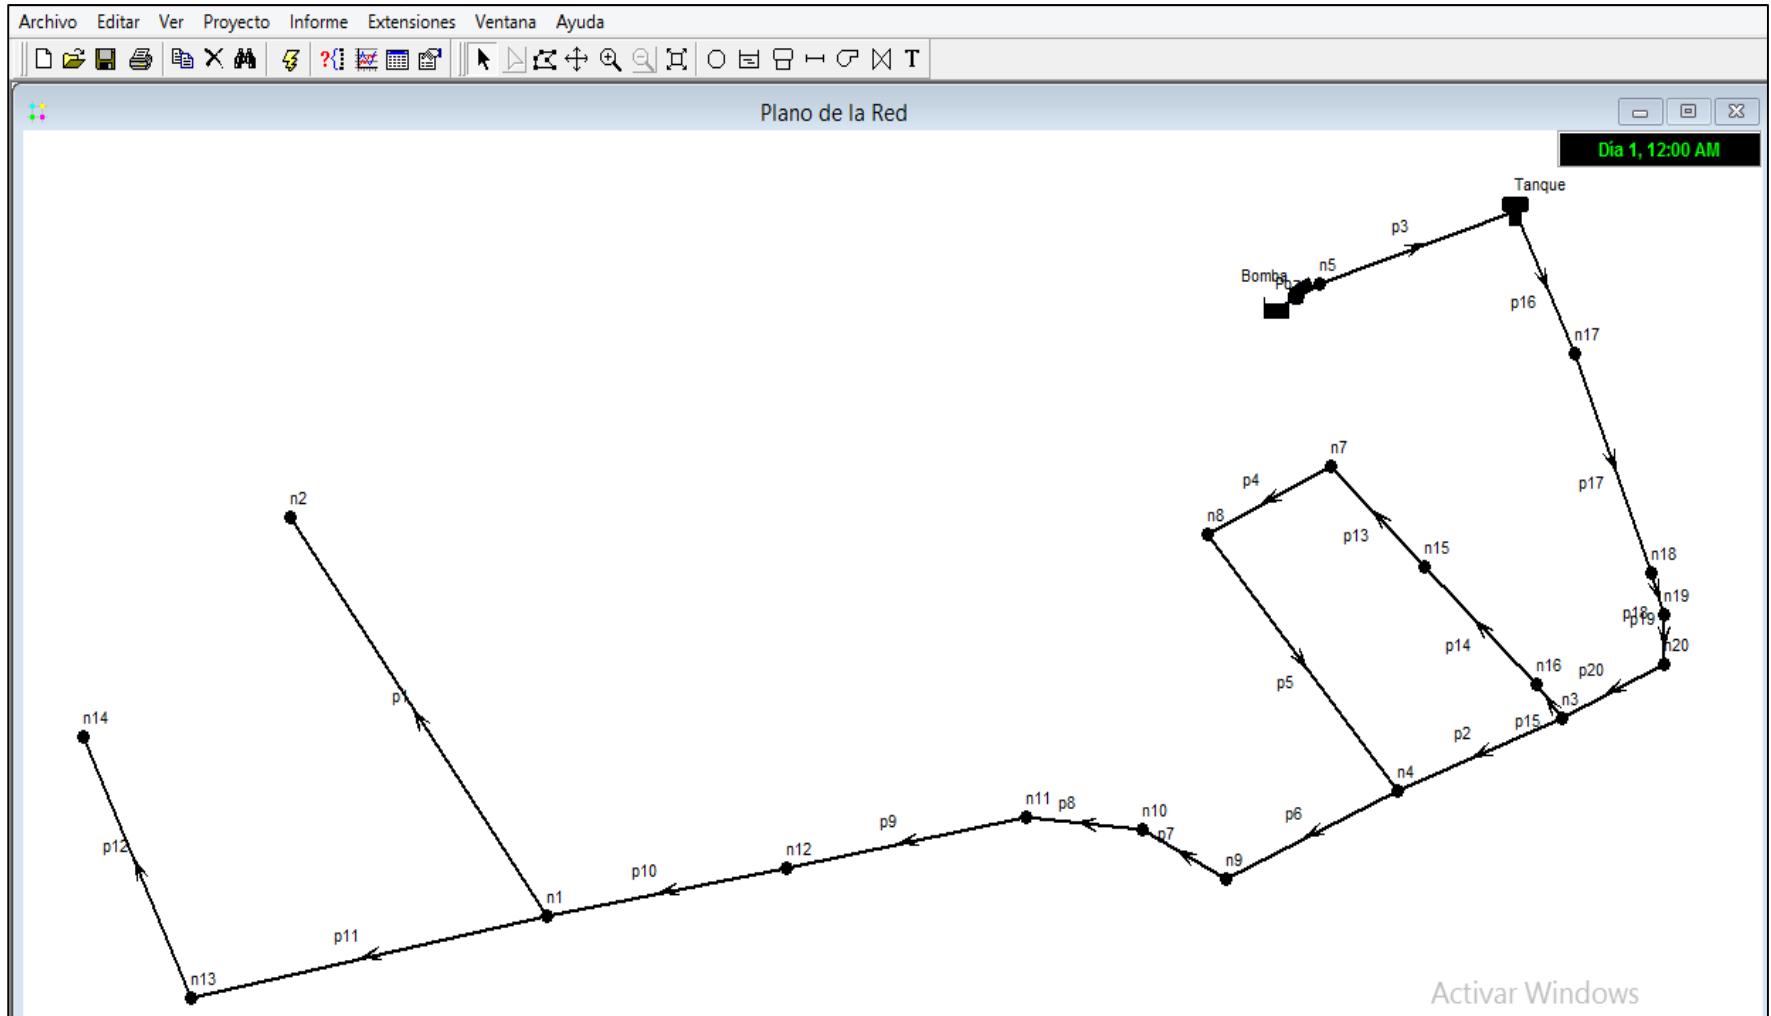 Archivo Editar Ver Proyecto Informe Extensiones Ventana Ayuda
T
Plano de la Red
Día 1, 12:00 AM
Tanque
p3
n5
Bomba
p16
n17
n7
p4
p17
n2
n8
p13
n15
n18
n19
p18
p19
p14
n20
n16
p20
p5
p1
n3
n14
p15
p2
n4
n11
p8
n10
p6
p9
p7
p12
n12
n9
p10
n1
p11
n13
Activar Windows